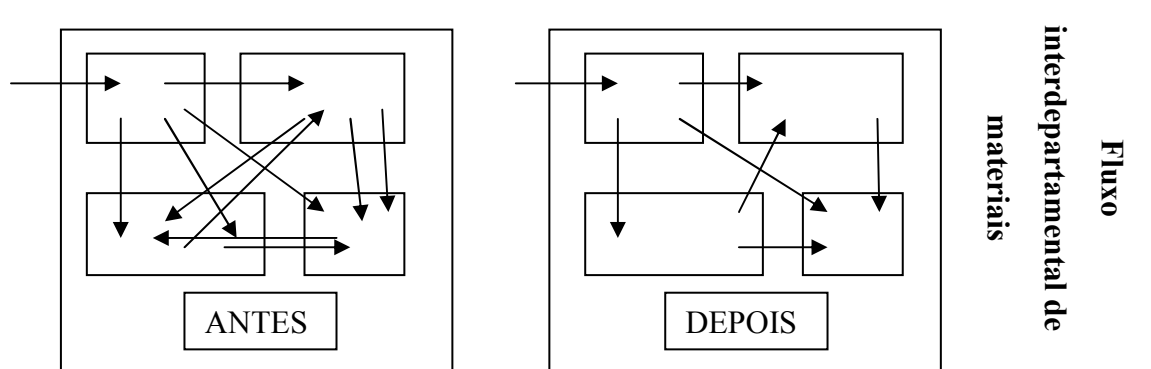 ANTES
DEPOIS
Fluxo
interdepartamental de
materiais